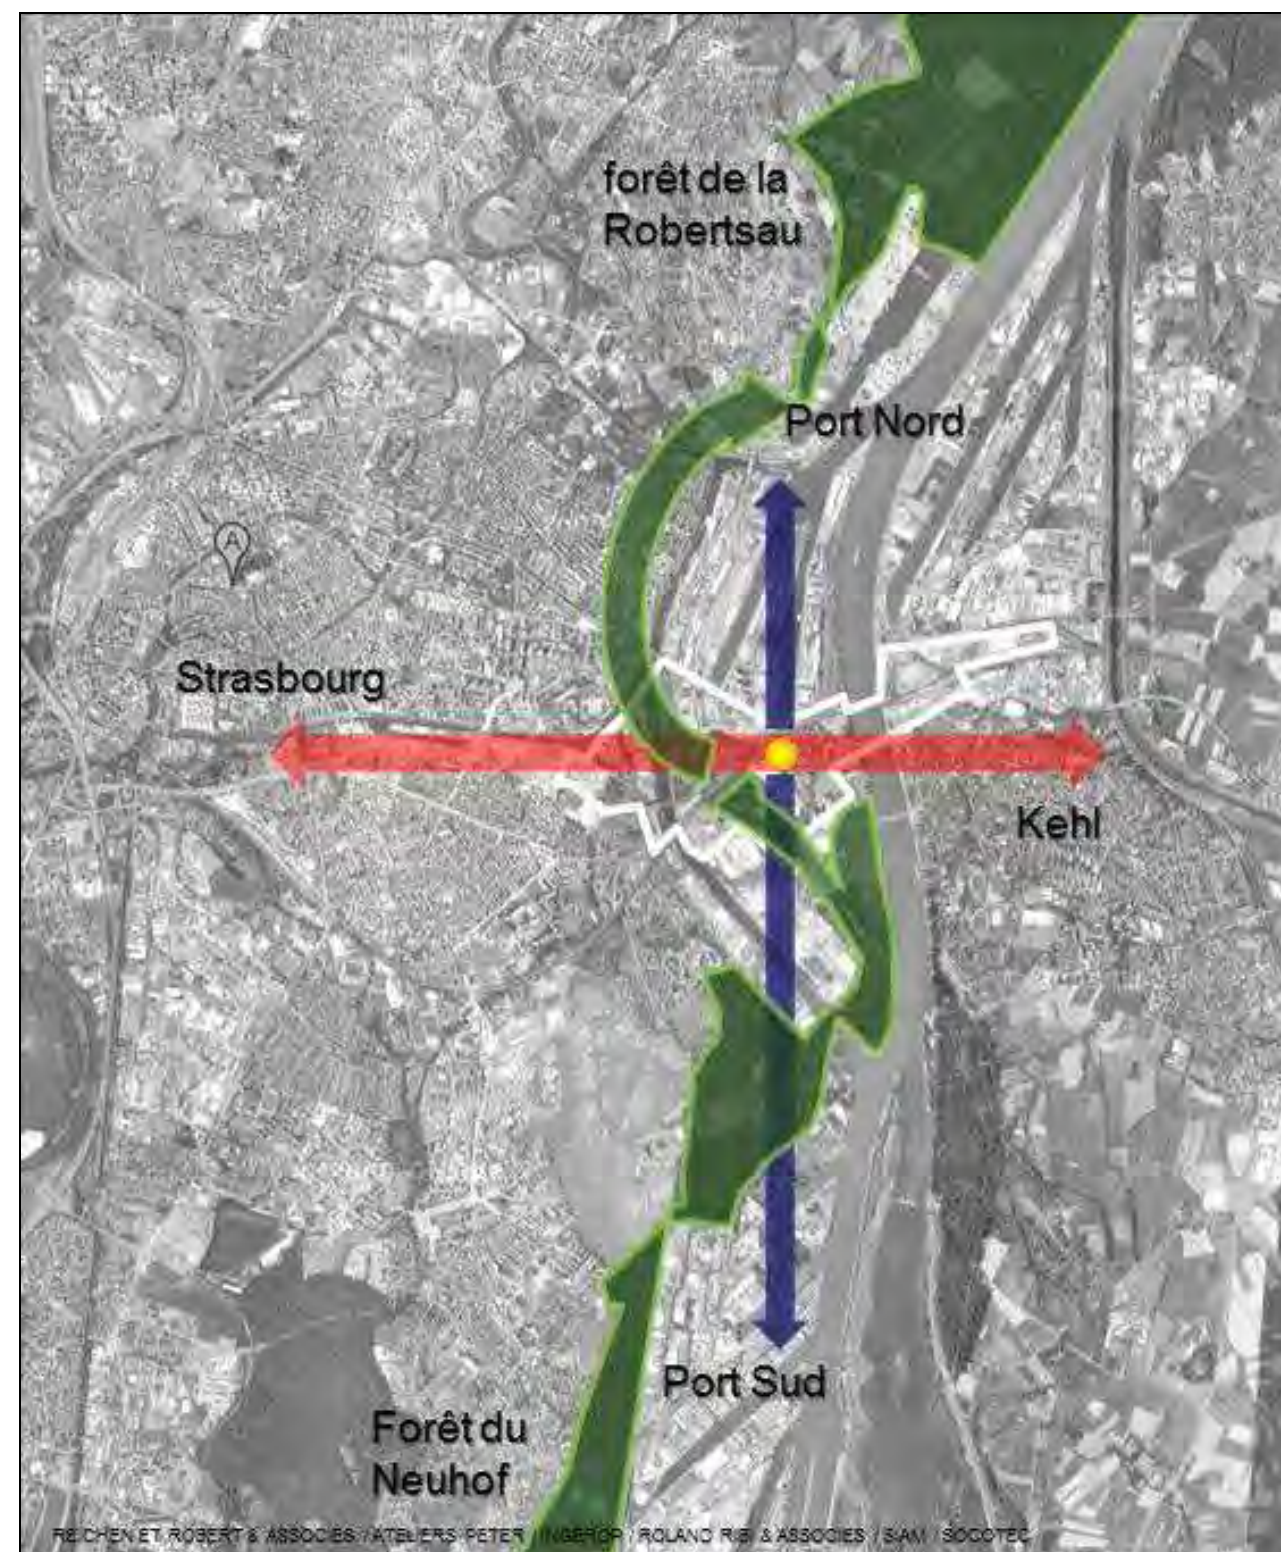 forêt de la
Robertsau
Port Nord
A
Strasbourg
Kehl
Port Sud
Forêt du
Neuhof
REICHEN ET ROBERT & ASSOCIES / ATELIERS PETER / INGEROP / ROLAND RIBI & ASSOCIES / SIAM / SOCOTEC